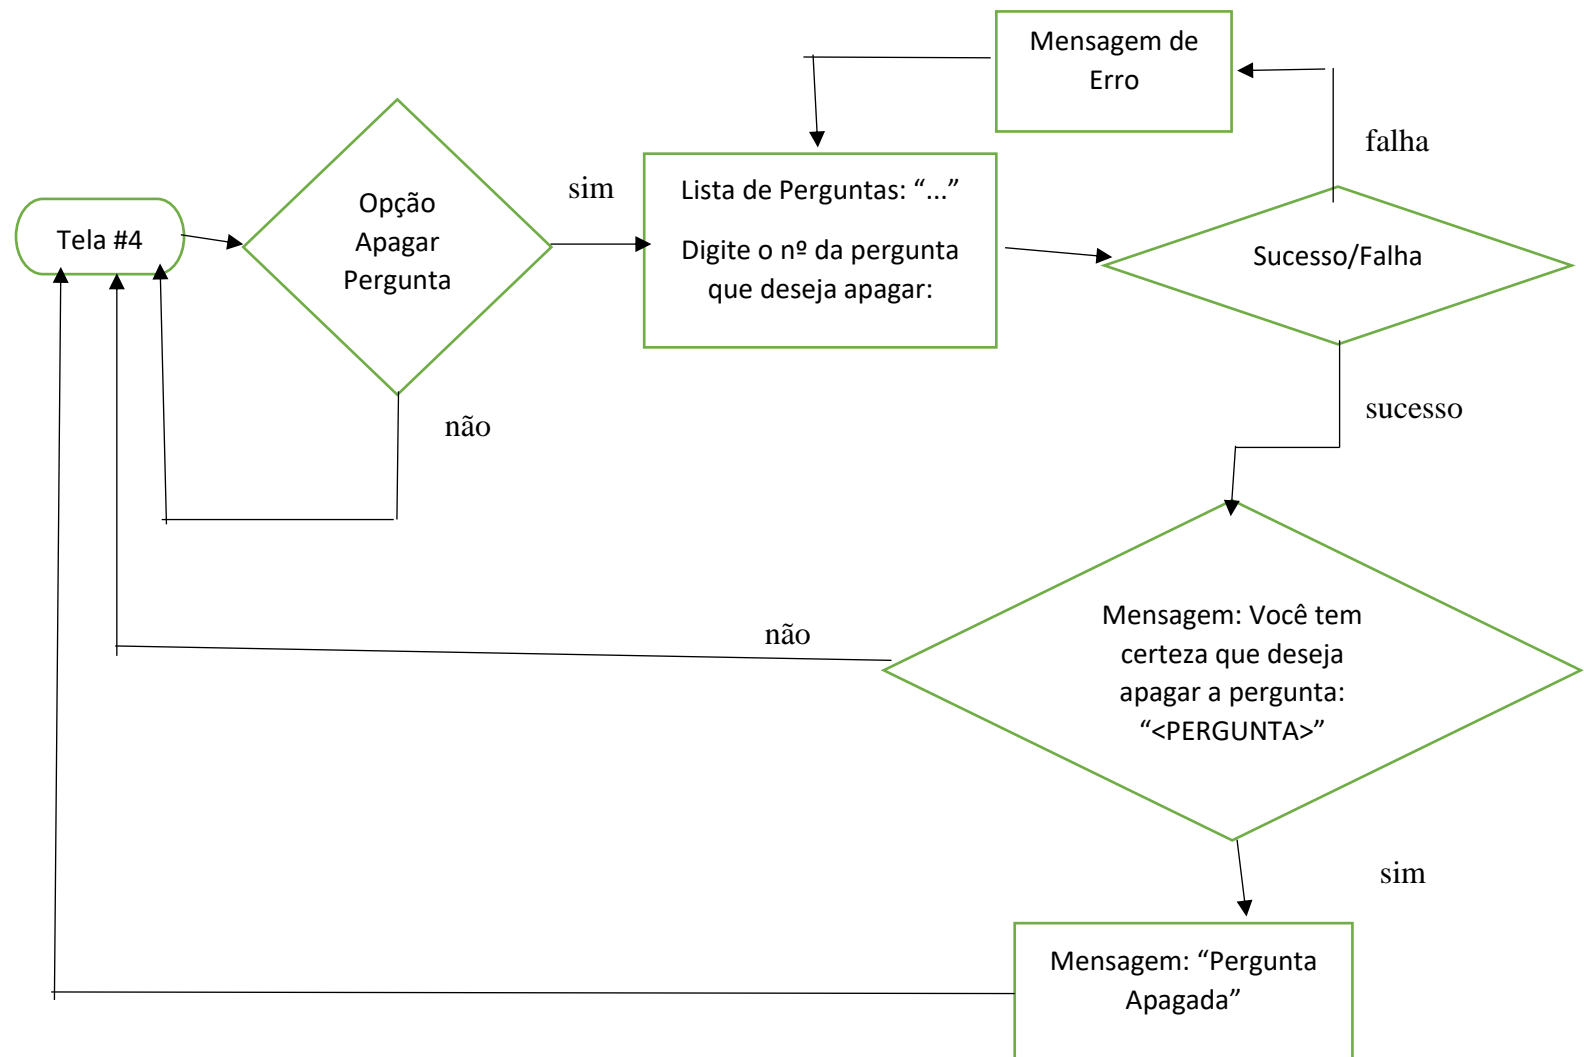 Mensagem de
Erro
falha
sim
Opção
Apagar
Pergunta
Tela #4
Lista de Perguntas: “...”
Digite o nº da pergunta
que deseja apagar:
Sucesso/Falha
não
sucesso
não
Mensagem: Você tem
certeza que deseja
apagar a pergunta:
“<PERGUNTA>”
sim
Mensagem: “Pergunta
Apagada”